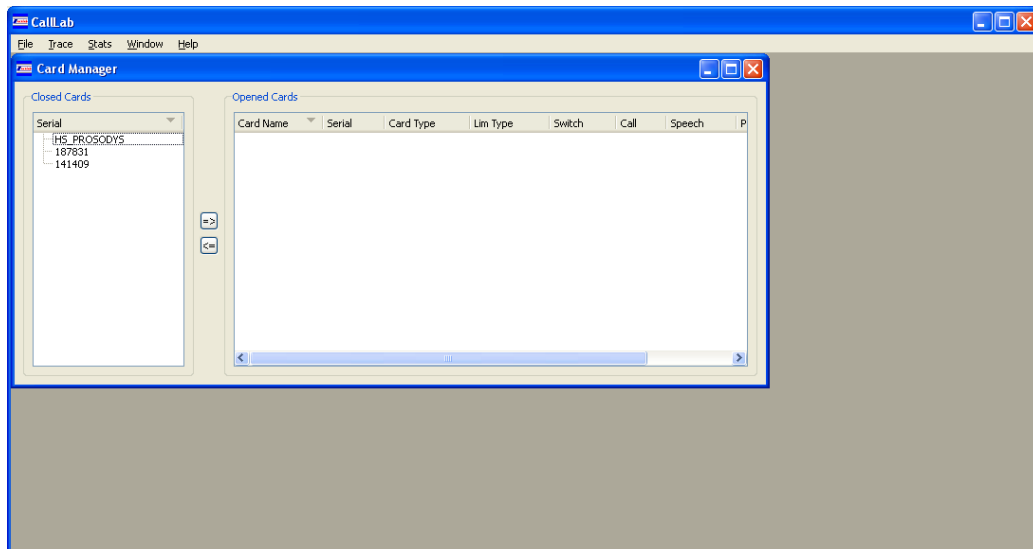 CallLab
File Trace Stats Window Help
Card Manager
Closed Cards
Serial
HS_PROSODYS
187831
141409
=>
<=
Opened Cards
Card Name Serial Card Type Lim Type Switch Call Speech P